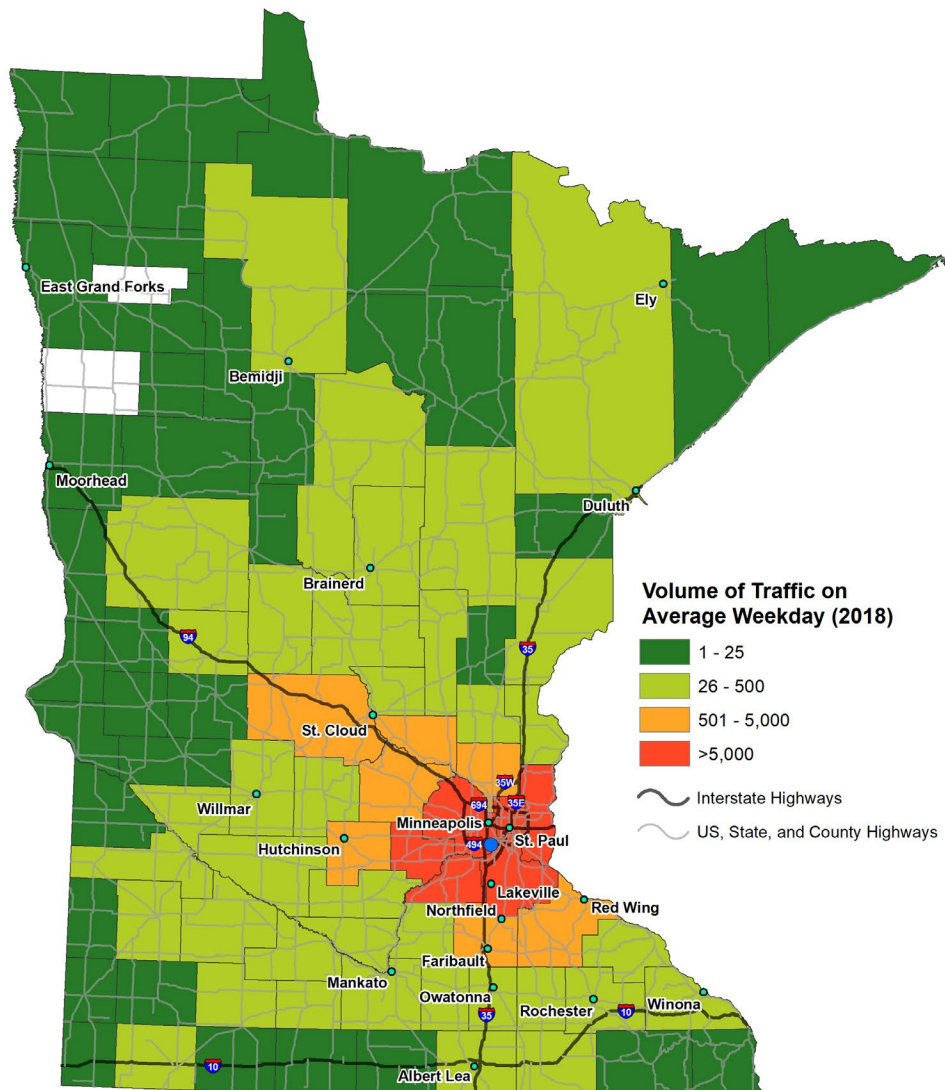 East Grand Forks
Ely
Bemidji
Moorhead
Duluth
Brainerd
Volume of Traffic on
Average Weekday (2018)
94
35
1 - 25
26 - 500
501 - 5,000
>5,000
St. Cloud
35W
694
35E
Interstate Highways
Willmar
Minneapolis
US, State, and County Highways
Hutchinson
494
St. Paul
Lakeville
Red Wing
Northfield
Faribault
Mankato
Owatonna
Rochester
Winona
35
10
10
Albert Lea